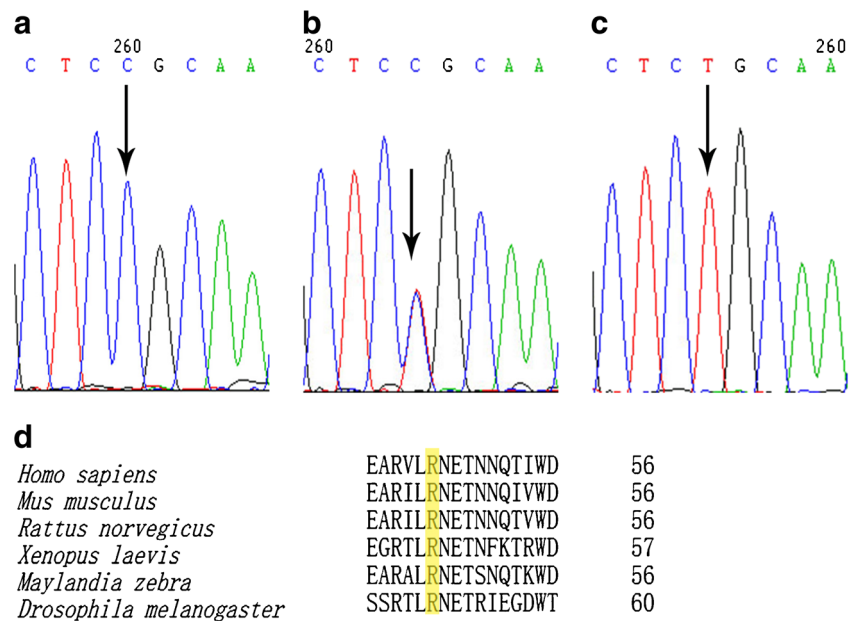 a b c
260 260 260
C T C C G C A A C T C C G C A A C T C T G C A A
d
Homo sapiens EARVLRNETNNQTIWD 56
Mus musculus EARILRNETNNQIVWD 56
Rattus norvegicus EARILRNETNNQTVWD 56
Xenopus laevis EGRTLRNETNFKTRWD 57
Maylandia zebra EARALRNETSNQTKWD 56
Drosophila melanogaster SSRTLRNETRIEGDWT 60